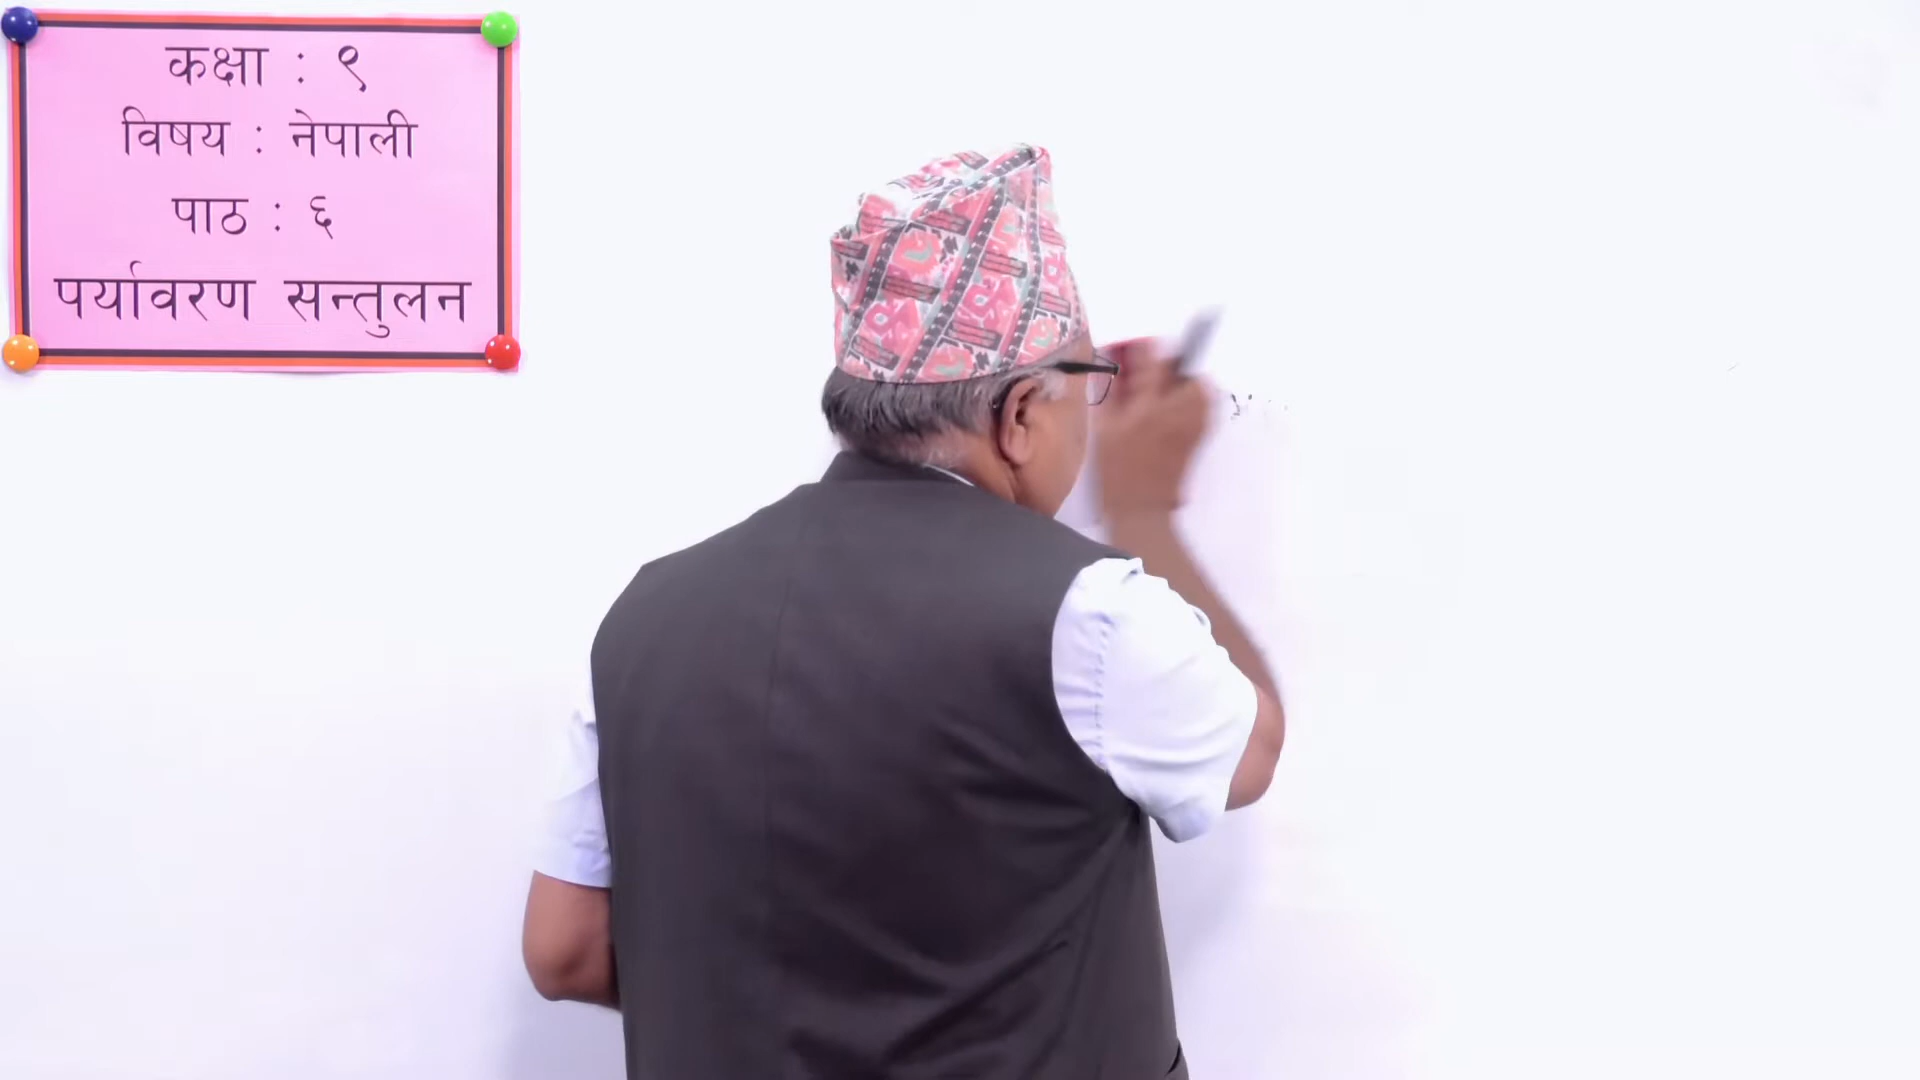 कक्षा : ९
विषय : नेपाली
पाठ : ६
पर्यावरण सन्तुलन